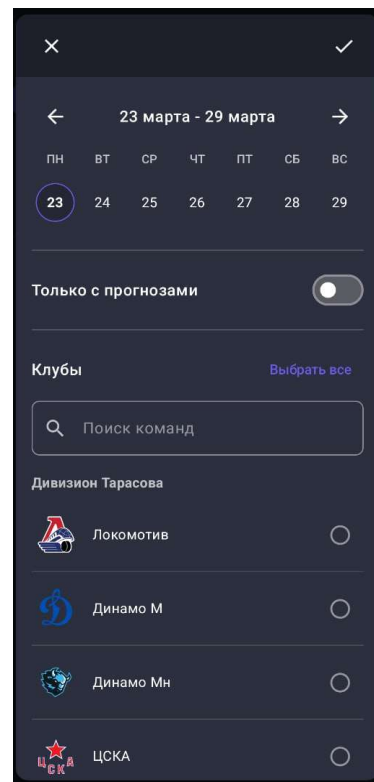 23 марта - 29 марта
ПН ВТ СР ЧТ ПТ СБ ВС
23 24 25 26 27 28 29
Только с прогнозами
Клубы Выбрать все
Поиск команд
Дивизион Тарасова
Локомотив
Динамо М
Динамо Мн
ЦСКА ЦСКА